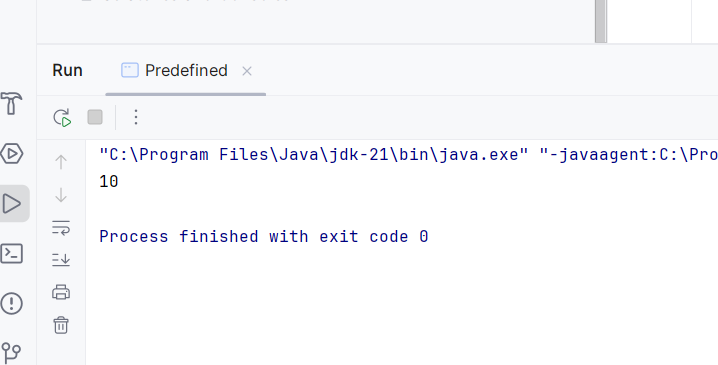 Run
Predefined
"C:\Program Files\Java\jdk-21\bin\java.exe" "-javaagent:C:\Pro
10
Process finished with exit code 0